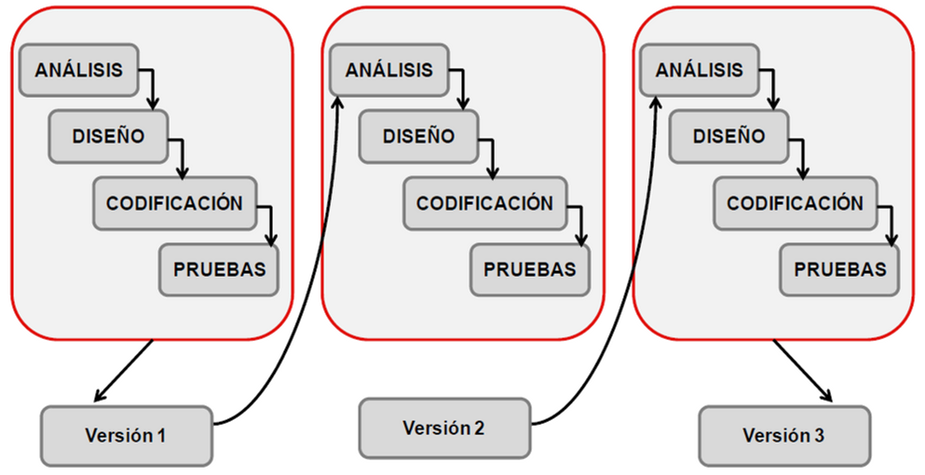 ANÁLISIS
DISEÑO
CODIFICACIÓN
PRUEBAS
ANÁLISIS
DISEÑO
CODIFICACIÓN
PRUEBAS
ANÁLISIS
DISEÑO
CODIFICACIÓN
PRUEBAS
Versión 1
Versión 2
Versión 3